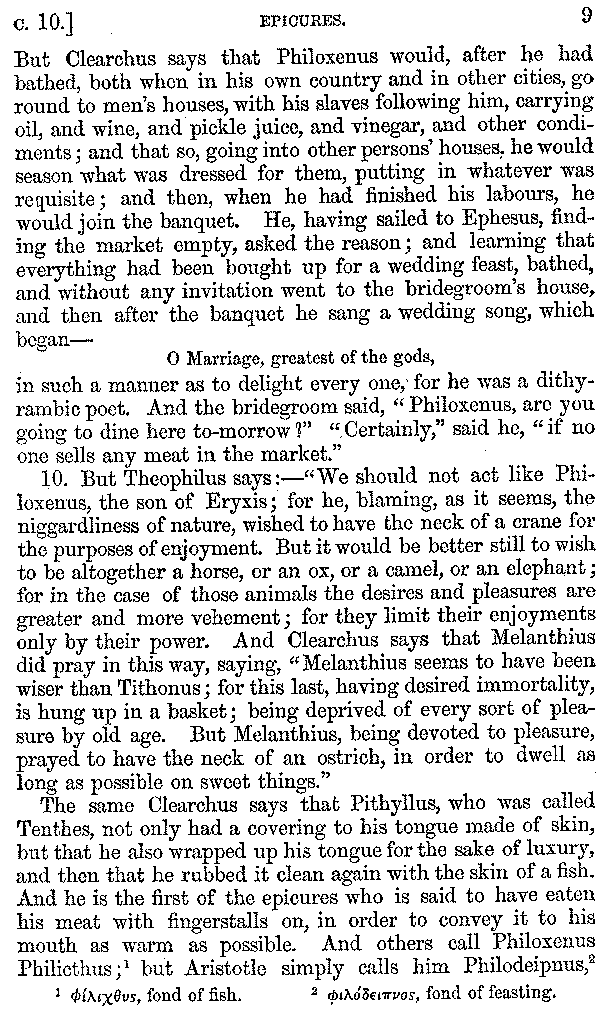 c. 10.] EPICURES. 9
But Clearchus says that Philoxenus would, after he had
bathed, both when in his own country and in other cities, go
round to men's houses, with his slaves following him, carrying
oil, and wine, and pickle juice, and vinegar, and other condi-
ments; and that so, going into other persons' houses, he would
season what was dressed for them, putting in whatever was
requisite; and then, when he had finished his labours, he
would join the banquet. He, having sailed to Ephesus, find-
ing the market empty, asked the reason; and learning that
everything had been bought up for a wedding feast, bathed,
and without any invitation went to the bridegroom's house,
and then after the banquet he sang a wedding song, which
began—
O Marriage, greatest of the gods,
in such a manner as to delight every one, for he was a dithy-
rambic poet. And the bridegroom said, “Philoxenus, are you
going to dine here to-morrow?” “Certainly,” said he, “if no
one sells any meat in the market.”
10. But Theophilus says:—“We should not act like Phi-
loxenus, the son of Eryxis; for he, blaming, as it seems, the
niggardliness of nature, wished to have the neck of a crane for
the purposes of enjoyment. But it would be better still to wish
to be altogether a horse, or an ox, or a camel, or an elephant;
for in the case of those animals the desires and pleasures are
greater and more vehement; for they limit their enjoyments
only by their power. And Clearchus says that Melanthius
did pray in this way, saying, “Melanthius seems to have been
wiser than Tithonus; for this last, having desired immortality,
is hung up in a basket; being deprived of every sort of plea-
sure by old age. But Melanthius, being devoted to pleasure,
prayed to have the neck of an ostrich, in order to dwell as
long as possible on sweet things.”
The same Clearchus says that Pithyllus, who was called
Tenthes, not only had a covering to his tongue made of skin,
but that he also wrapped up his tongue for the sake of luxury,
and then that he rubbed it clean again with the skin of a fish.
And he is the first of the epicures who is said to have eaten
his meat with fingerstalls on, in order to convey it to his
mouth as warm as possible. And others call Philoxenus
Philicthus;¹ but Aristotle simply calls him Philodeipnus,²
¹ φίλιχθυς, fond of fish. ² φιλόδειπνος, fond of feasting.